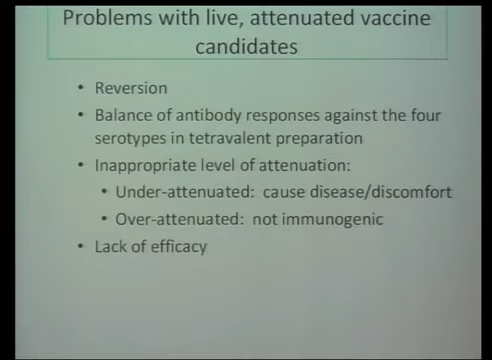 Problems with live, attenuated vaccine
candidates
• Reversion
• Balance of antibody responses against the four
serotypes in tetravalent preparation
• Inappropriate level of attenuation:
• Under-attenuated: cause disease/discomfort
• Over-attenuated: not immunogenic
• Lack of efficacy